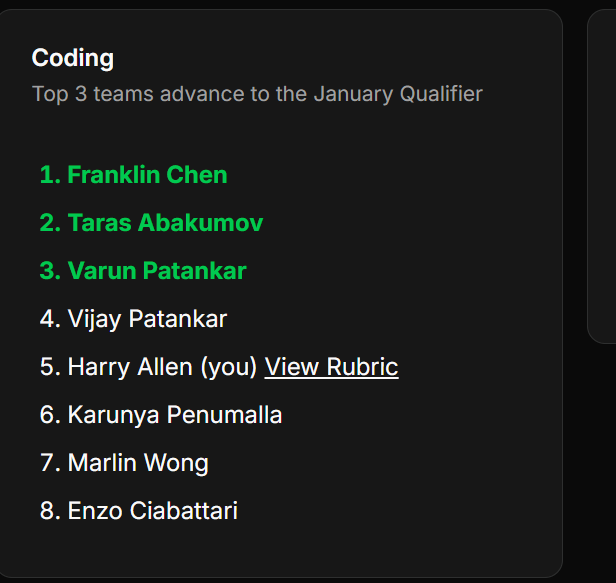 Coding
Top 3 teams advance to the January Qualifier
1. Franklin Chen
2. Taras Abakumov
3. Varun Patankar
4. Vijay Patankar
5. Harry Allen (you) View Rubric
6. Karunya Penumalla
7. Marlin Wong
8. Enzo Ciabattari